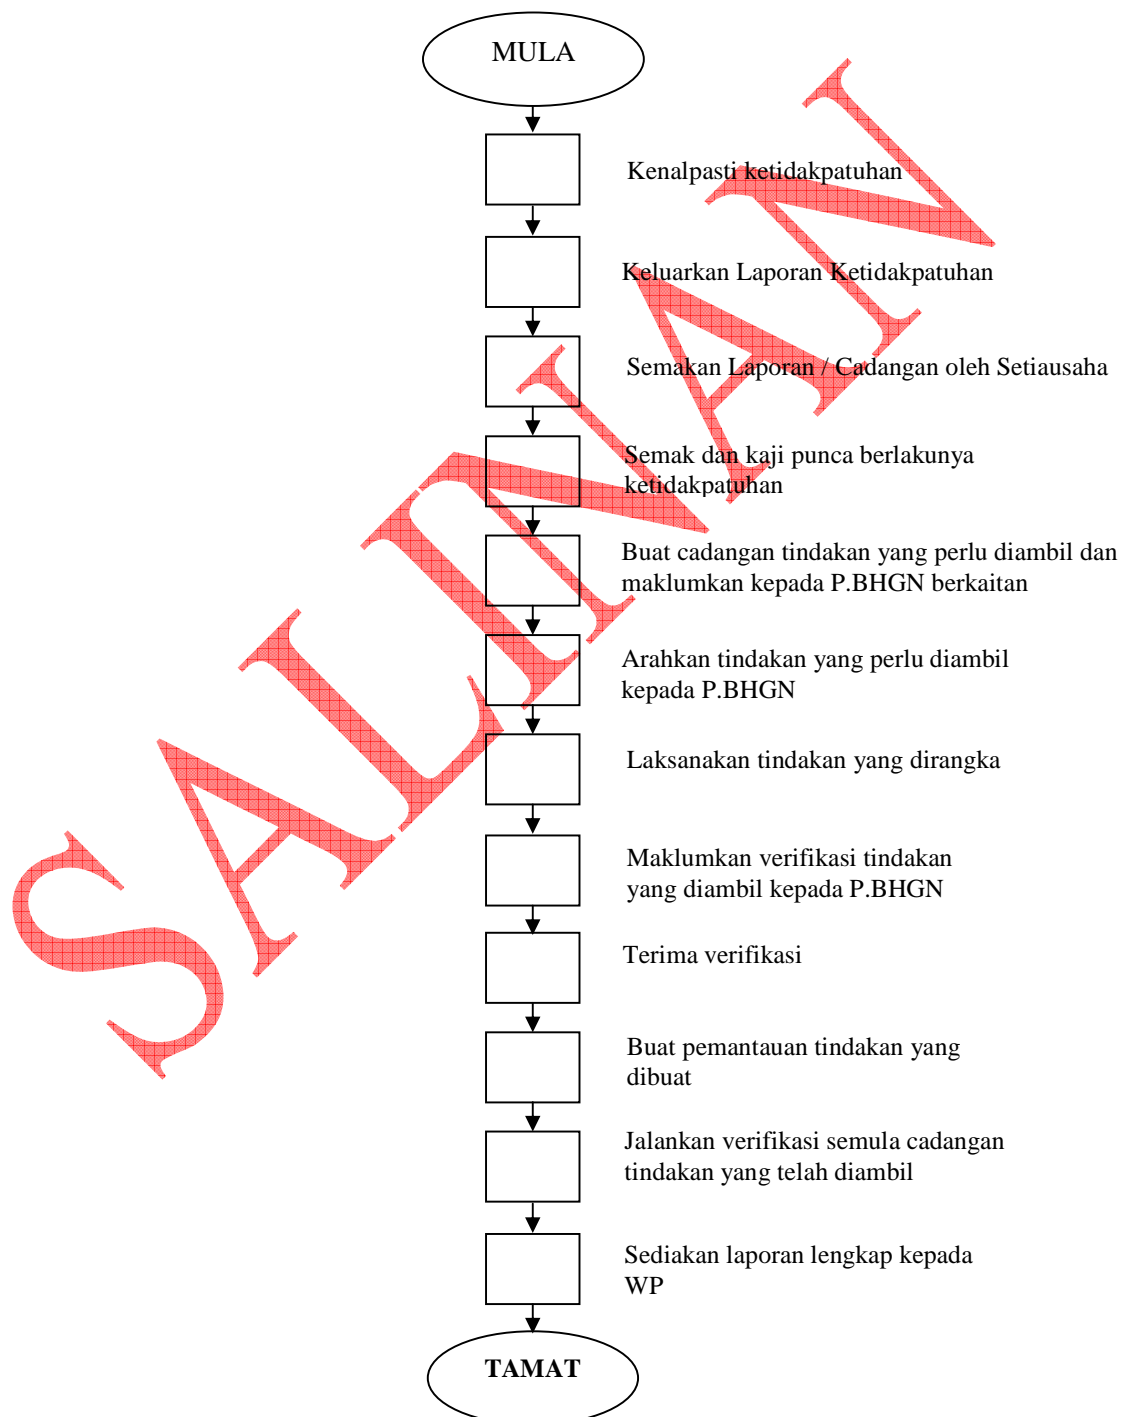 MULA
Kenalpasti ketidakpatuhan
Keluarkan Laporan Ketidakpatuhan
Semakan Laporan / Cadangan oleh Setiausaha
Semak dan kaji punca berlakunya
ketidakpatuhan
Buat cadangan tindakan yang perlu diambil dan
maklumkan kepada P.BHGN berkaitan
Arahkan tindakan yang perlu diambil
kepada P.BHGN
Laksanakan tindakan yang dirangka
Maklumkan verifikasi tindakan
yang diambil kepada P.BHGN
Terima verifikasi
Buat pemantauan tindakan yang
dibuat
Jalankan verifikasi semula cadangan
tindakan yang telah diambil
Sediakan laporan lengkap kepada
WP
TAMAT
SALINAN